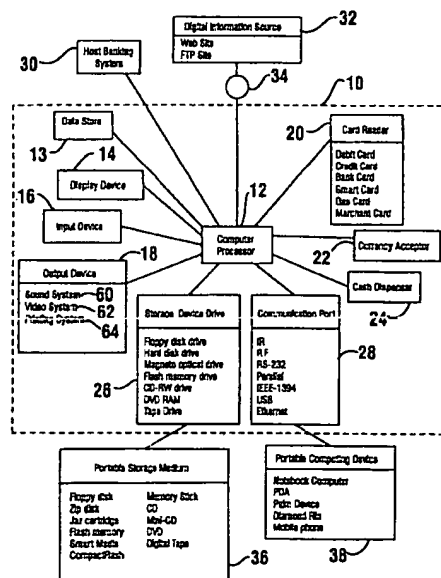 32
Digital Information Source
Web Site
FTP Site
30
Host Banking
System
34
10
Data Store
13
14
Display Device
16
Input Device
12
Computer
Processor
20
Card Reader
Debit Card
Credit Card
Bank Card
Smart Card
Gas Card
Marchant Card
22
Currancy Acceptor
Cash Dispenser
24
18
Output Device
Sound System 60
Video System 62
Printing System 64
Storage Device Drive
Floppy disk drive
Hard disk drive
Magneto optical drive
Flash memory drive
CD-RW drive
DVD RAM
Tape Drive
26
Communication Port
IR
RF
RS-232
Parallel
IEEE-1394
USB
Ethernet
28
Portable Storage Medium
Floppy disk
Zip disk
Jaz cartridge
Flash memory
Smart Media
CompactFlash
Memory Stick
CD
Mini-CD
DVD
Digital Tape
36
Portable Computing Device
Notebook Computer
PDA
Palm Device
Diamond Rio
Mobile phone
38